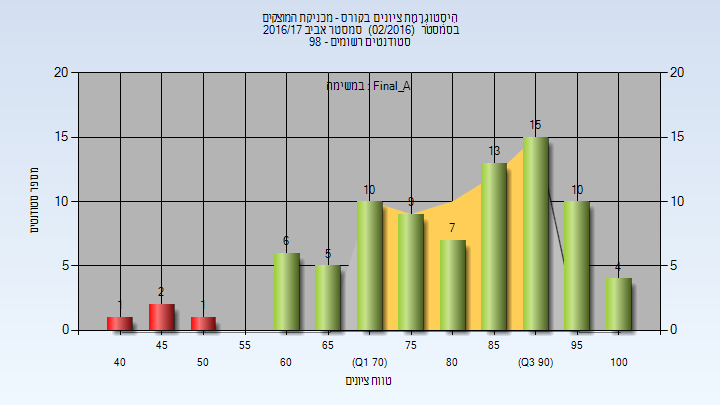 היסטוגרמת ציונים בקורס - מכניקת המוצקים
בסמסטר (02/2016) סמסטר אביב 2016/17
סטודנטים רשומים - 98
במשימה : Final_A
20 20
15 15
10 10
5 5
0 0
מספר סטודנטים
1 2 1 6 5 10 9 7 13 15 10 4
45 55 65 75 85 95
40 50 60 (Q1 70) 80 (Q3 90) 100
טווח ציונים